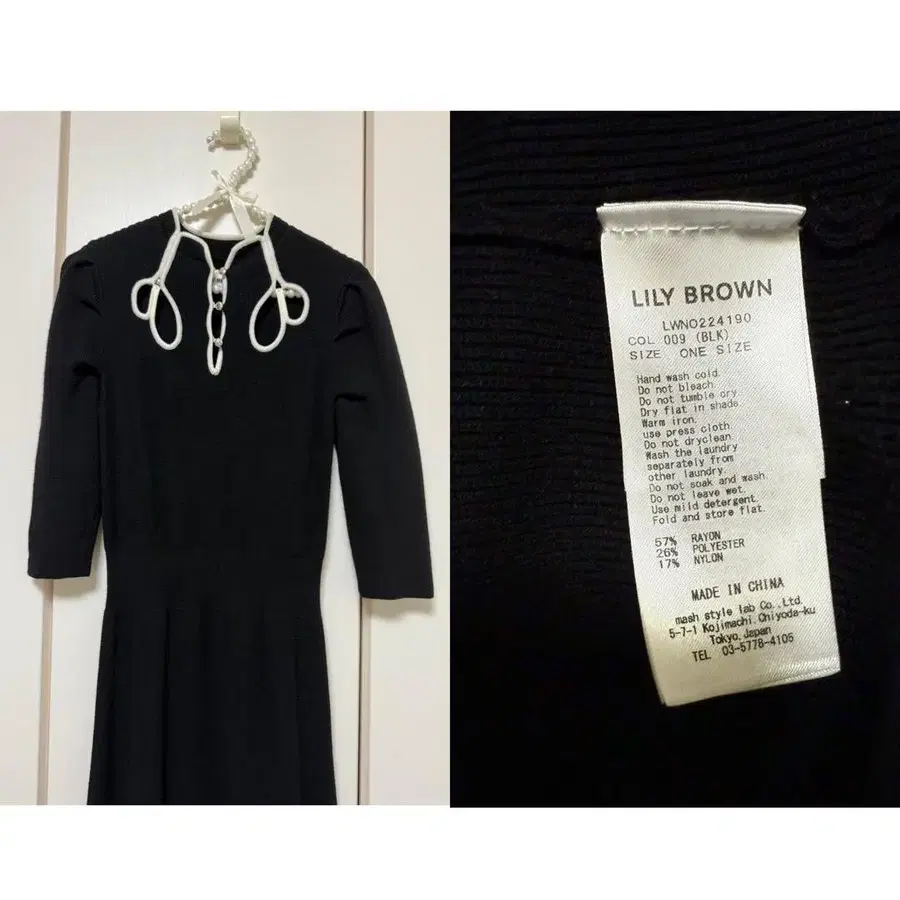 LILY BROWN
LWNO224190
COL 009 (BLK)
SIZE ONE SIZE
Hand wash cold.
Do not bleach.
Do not tumble dry.
Dry flat in shade.
Warm iron.
use press cloth.
Do not dryclean.
Wash the laundry
separately from
other laundry.
Do not soak and wash.
Do not leave wet.
Use mild detergent.
Fold and store flat.
57% RAYON
26% POLYESTER
17% NYLON
MADE IN CHINA
mash style lab Co.,Ltd.
5-7-1 Kojimachi,Chiyoda-ku
Tokyo,Japan
TEL 03-5778-4106